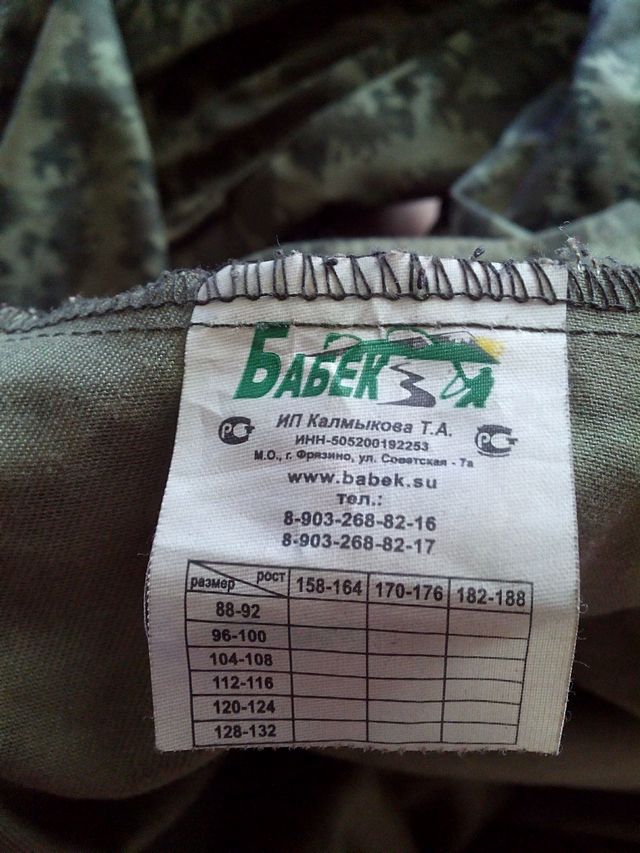 БАБЕК
ИП Калмыкова Т.А.
ИНН-505200192253
М.О., г. Фрязино, ул. Советская - 7а
www.babek.su
тел.:
8-903-268-82-16
8-903-268-82-17
размер рост 158-164 170-176 182-188
88-92
96-100
104-108
112-116
120-124
128-132